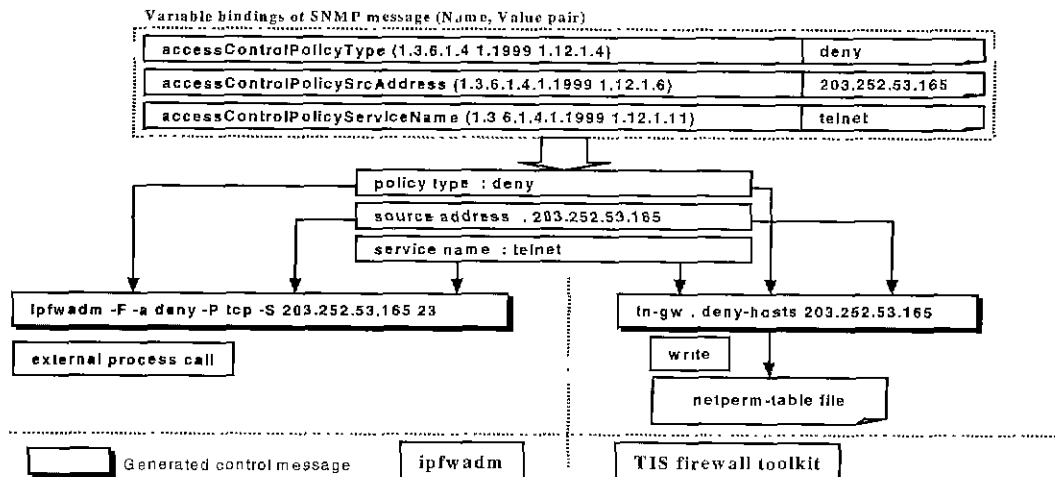 Variable bindings of SNMP message (Name, Value pair)
accessControlPolicyType (1.3.6.1.4 1.1999 1.12.1.4) deny
accessControlPolicySrcAddress (1.3.6.1.4.1.1999 1.12.1.6) 203.252.53.165
accessControlPolicyServiceName (1.3 6.1.4.1.1999 1.12.1.11) telnet
policy type : deny
source address . 203.252.53.165
service name : telnet
ipfwadm -F -a deny -P tcp -S 203.252.53.165 23
tn-gw . deny-hosts 203.252.53.165
external process call
write
netperm-table file
Generated control message
ipfwadm
TIS firewall toolkit